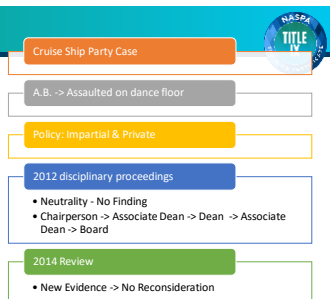 NASPA
TITLE
IV
Cruise Ship Party Case
A.B. -> Assaulted on dance floor
Policy: Impartial & Private
2012 disciplinary proceedings
• Neutrality - No Finding
• Chairperson -> Associate Dean -> Dean -> Associate
Dean -> Board
2014 Review
• New Evidence -> No Reconsideration